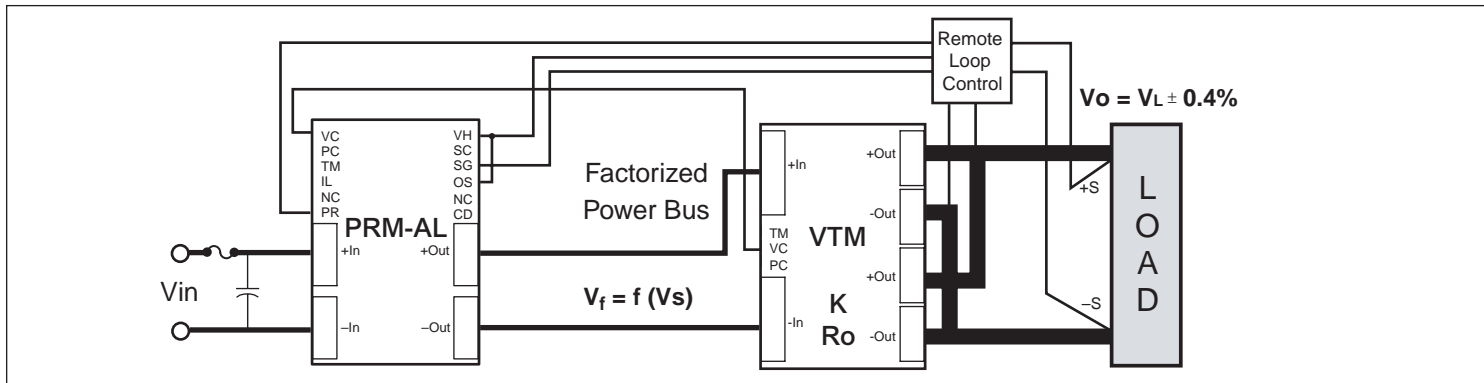 Remote
Loop
Control
Vo = VL ± 0.4%
VC
PC
TM
IL
NC
PR
VH
SC
SG
OS
NC
CD
PRM-AL
+In
–In
+Out
–Out
Vin
Factorized
Power Bus
Vf = f (Vs)
+In
TM
VC
PC
-In
VTM
K
Ro
+Out
-Out
+Out
-Out
+S
–S
L
O
A
D